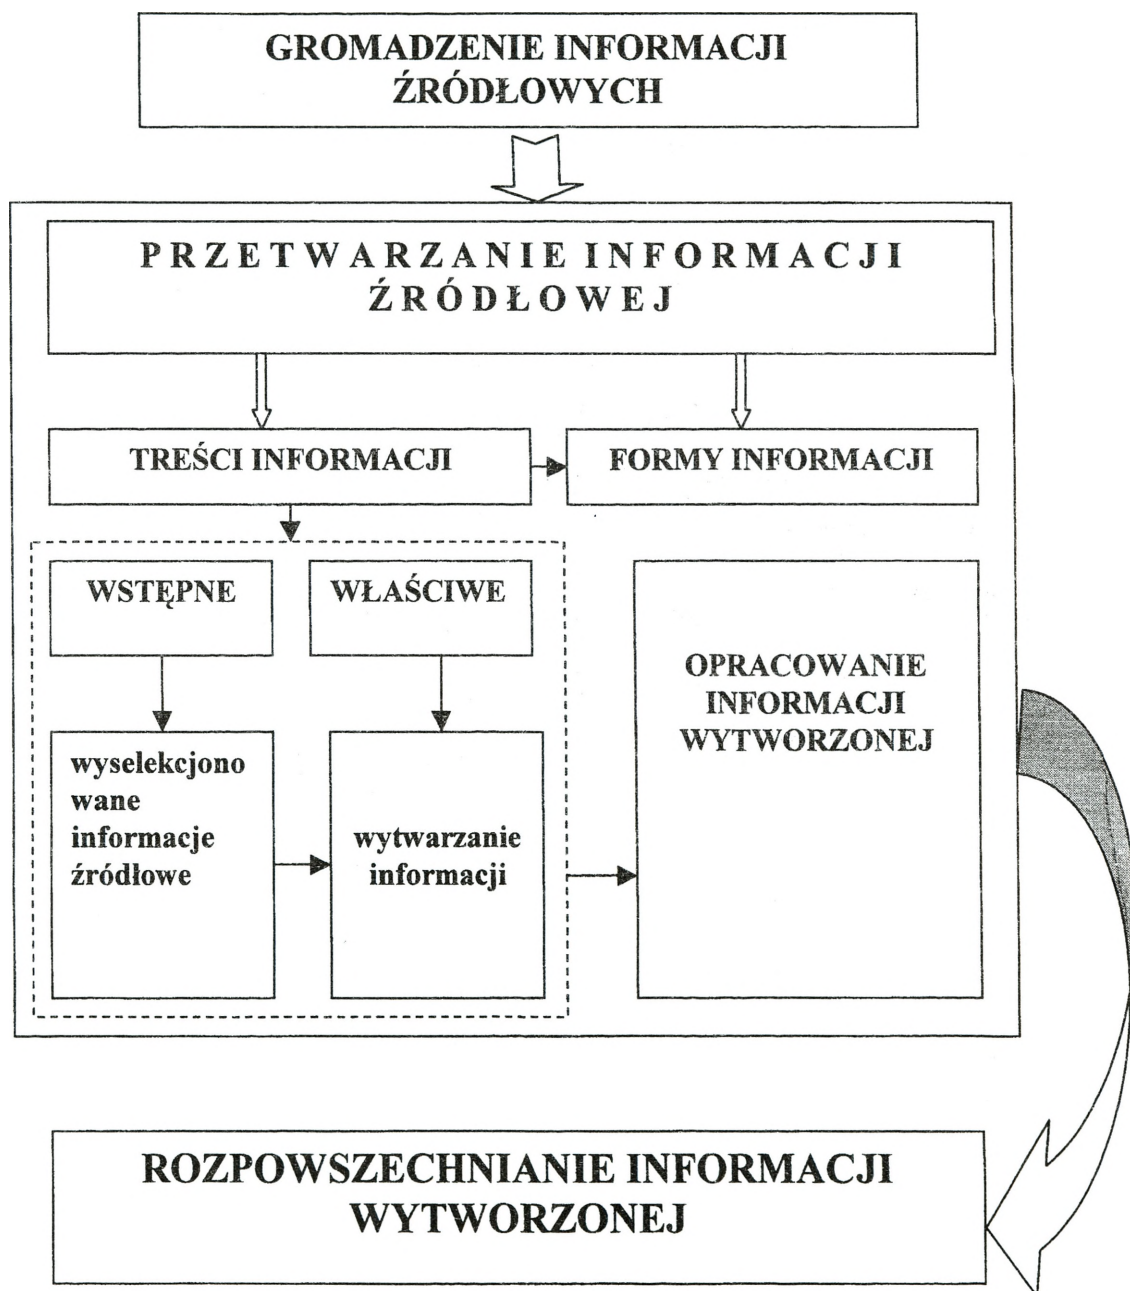 GROMADZENIE INFORMACJI
ŹRÓDŁOWYCH
PRZETWARZANIE INFORMACJI
ŹRÓDŁOWEJ
TREŚCI INFORMACJI
FORMY INFORMACJI
WSTĘPNE
WŁAŚCIWE
wyselekcjono
wane
informacje
źródłowe
wytwarzanie
informacji
OPRACOWANIE
INFORMACJI
WYTWORZONEJ
ROZPOWSZECHNIANIE INFORMACJI
WYTWORZONEJ